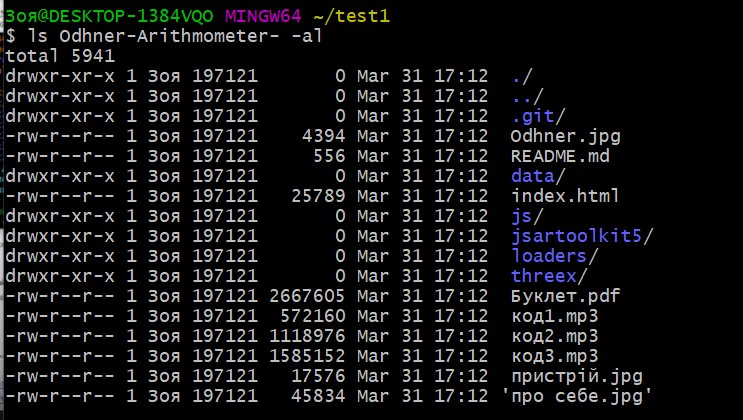 Зоя@DESKTOP-1384VQO MINGW64 ~/test1
$ ls Odhner-Arithmometer- -al
total 5941
drwxr-xr-x 1 Зоя 197121       0 Mar 31 17:12  ./
drwxr-xr-x 1 Зоя 197121       0 Mar 31 17:12  ../
drwxr-xr-x 1 Зоя 197121       0 Mar 31 17:12  .git/
-rw-r--r-- 1 Зоя 197121    4394 Mar 31 17:12  Odhner.jpg
-rw-r--r-- 1 Зоя 197121     556 Mar 31 17:12  README.md
drwxr-xr-x 1 Зоя 197121       0 Mar 31 17:12  data/
-rw-r--r-- 1 Зоя 197121   25789 Mar 31 17:12  index.html
drwxr-xr-x 1 Зоя 197121       0 Mar 31 17:12  js/
drwxr-xr-x 1 Зоя 197121       0 Mar 31 17:12  jsartoolkit5/
drwxr-xr-x 1 Зоя 197121       0 Mar 31 17:12  loaders/
drwxr-xr-x 1 Зоя 197121       0 Mar 31 17:12  threex/
-rw-r--r-- 1 Зоя 197121 2667605 Mar 31 17:12  Буклет.pdf
-rw-r--r-- 1 Зоя 197121  572160 Mar 31 17:12  код1.mp3
-rw-r--r-- 1 Зоя 197121 1118976 Mar 31 17:12  код2.mp3
-rw-r--r-- 1 Зоя 197121 1585152 Mar 31 17:12  код3.mp3
-rw-r--r-- 1 Зоя 197121   17576 Mar 31 17:12  пристрій.jpg
-rw-r--r-- 1 Зоя 197121   45834 Mar 31 17:12 'про себе.jpg'